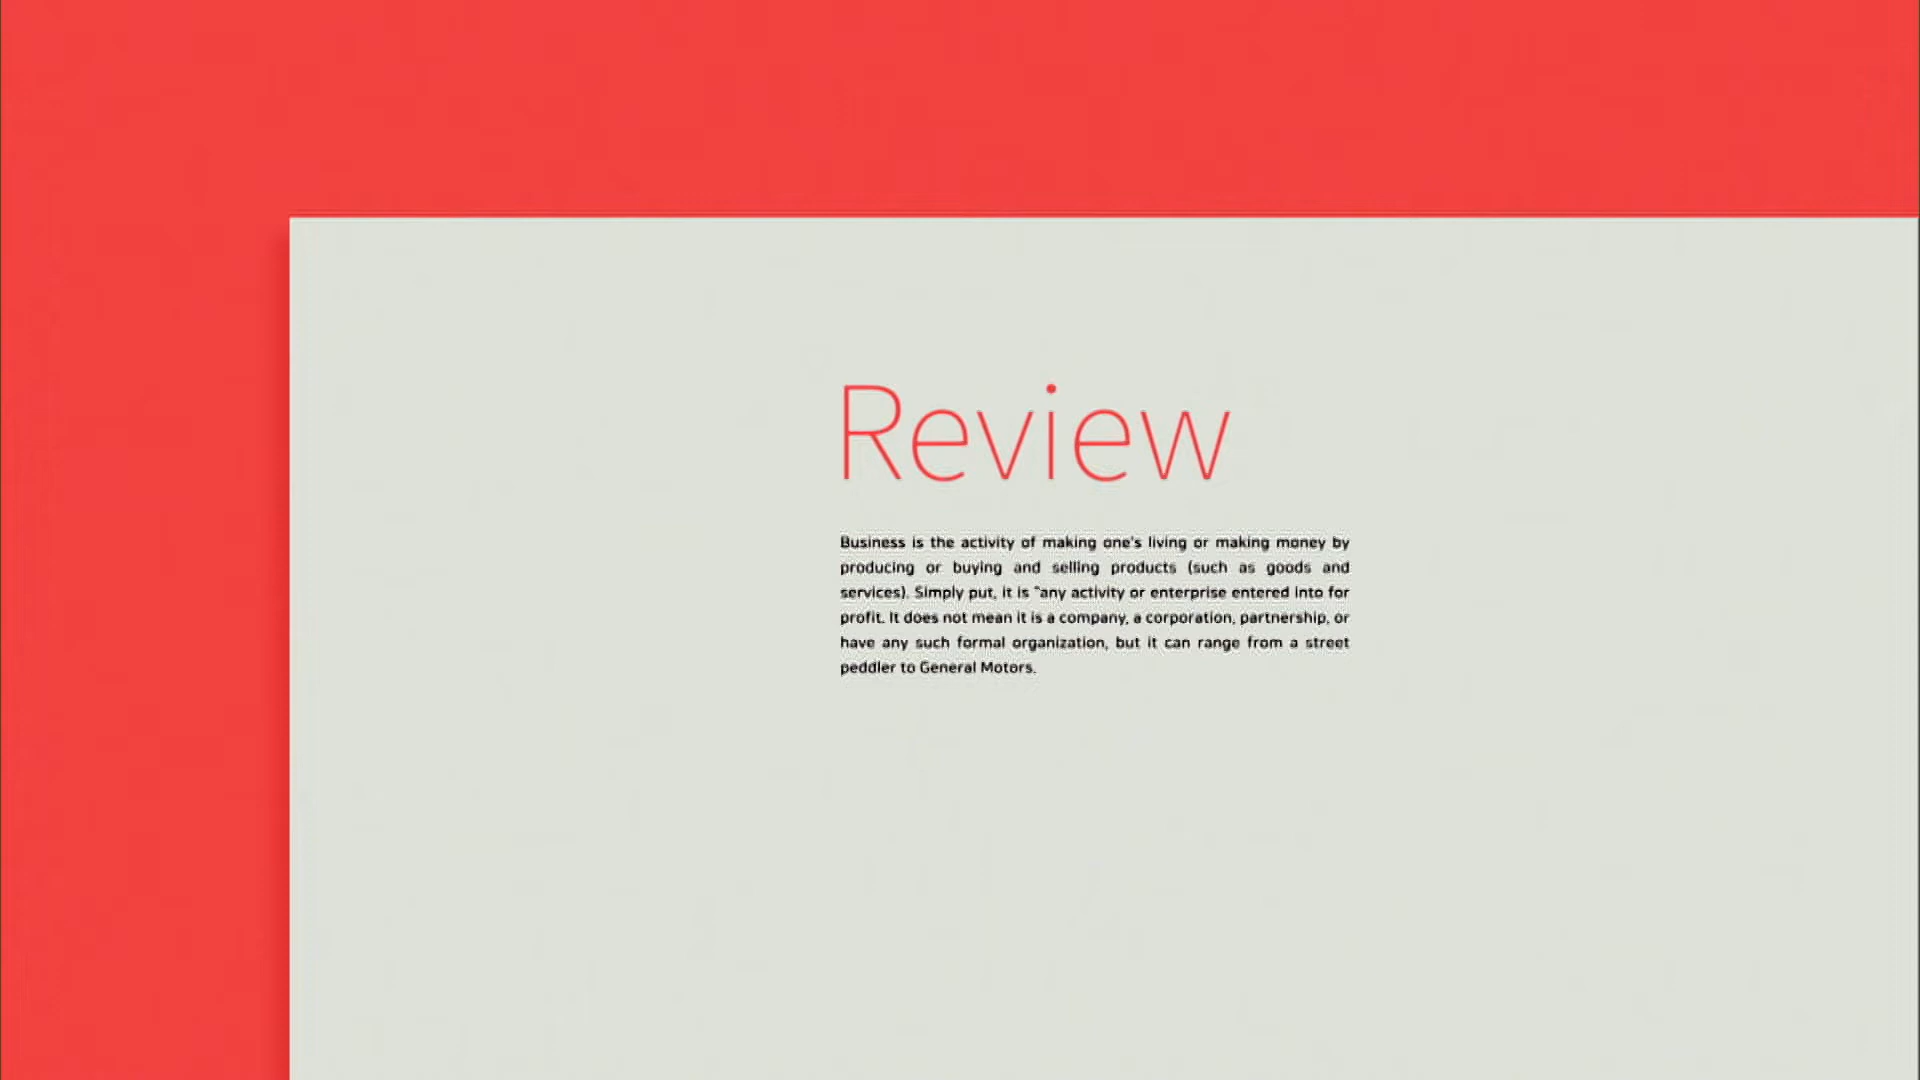 Review
Business is the activity of making one's living or making money by
producing or buying and selling products (such as goods and
services). Simply put, it is "any activity or enterprise entered into for
profit. It does not mean it is a company, a corporation, partnership, or
have any such formal organization, but it can range from a street
peddler to General Motors.